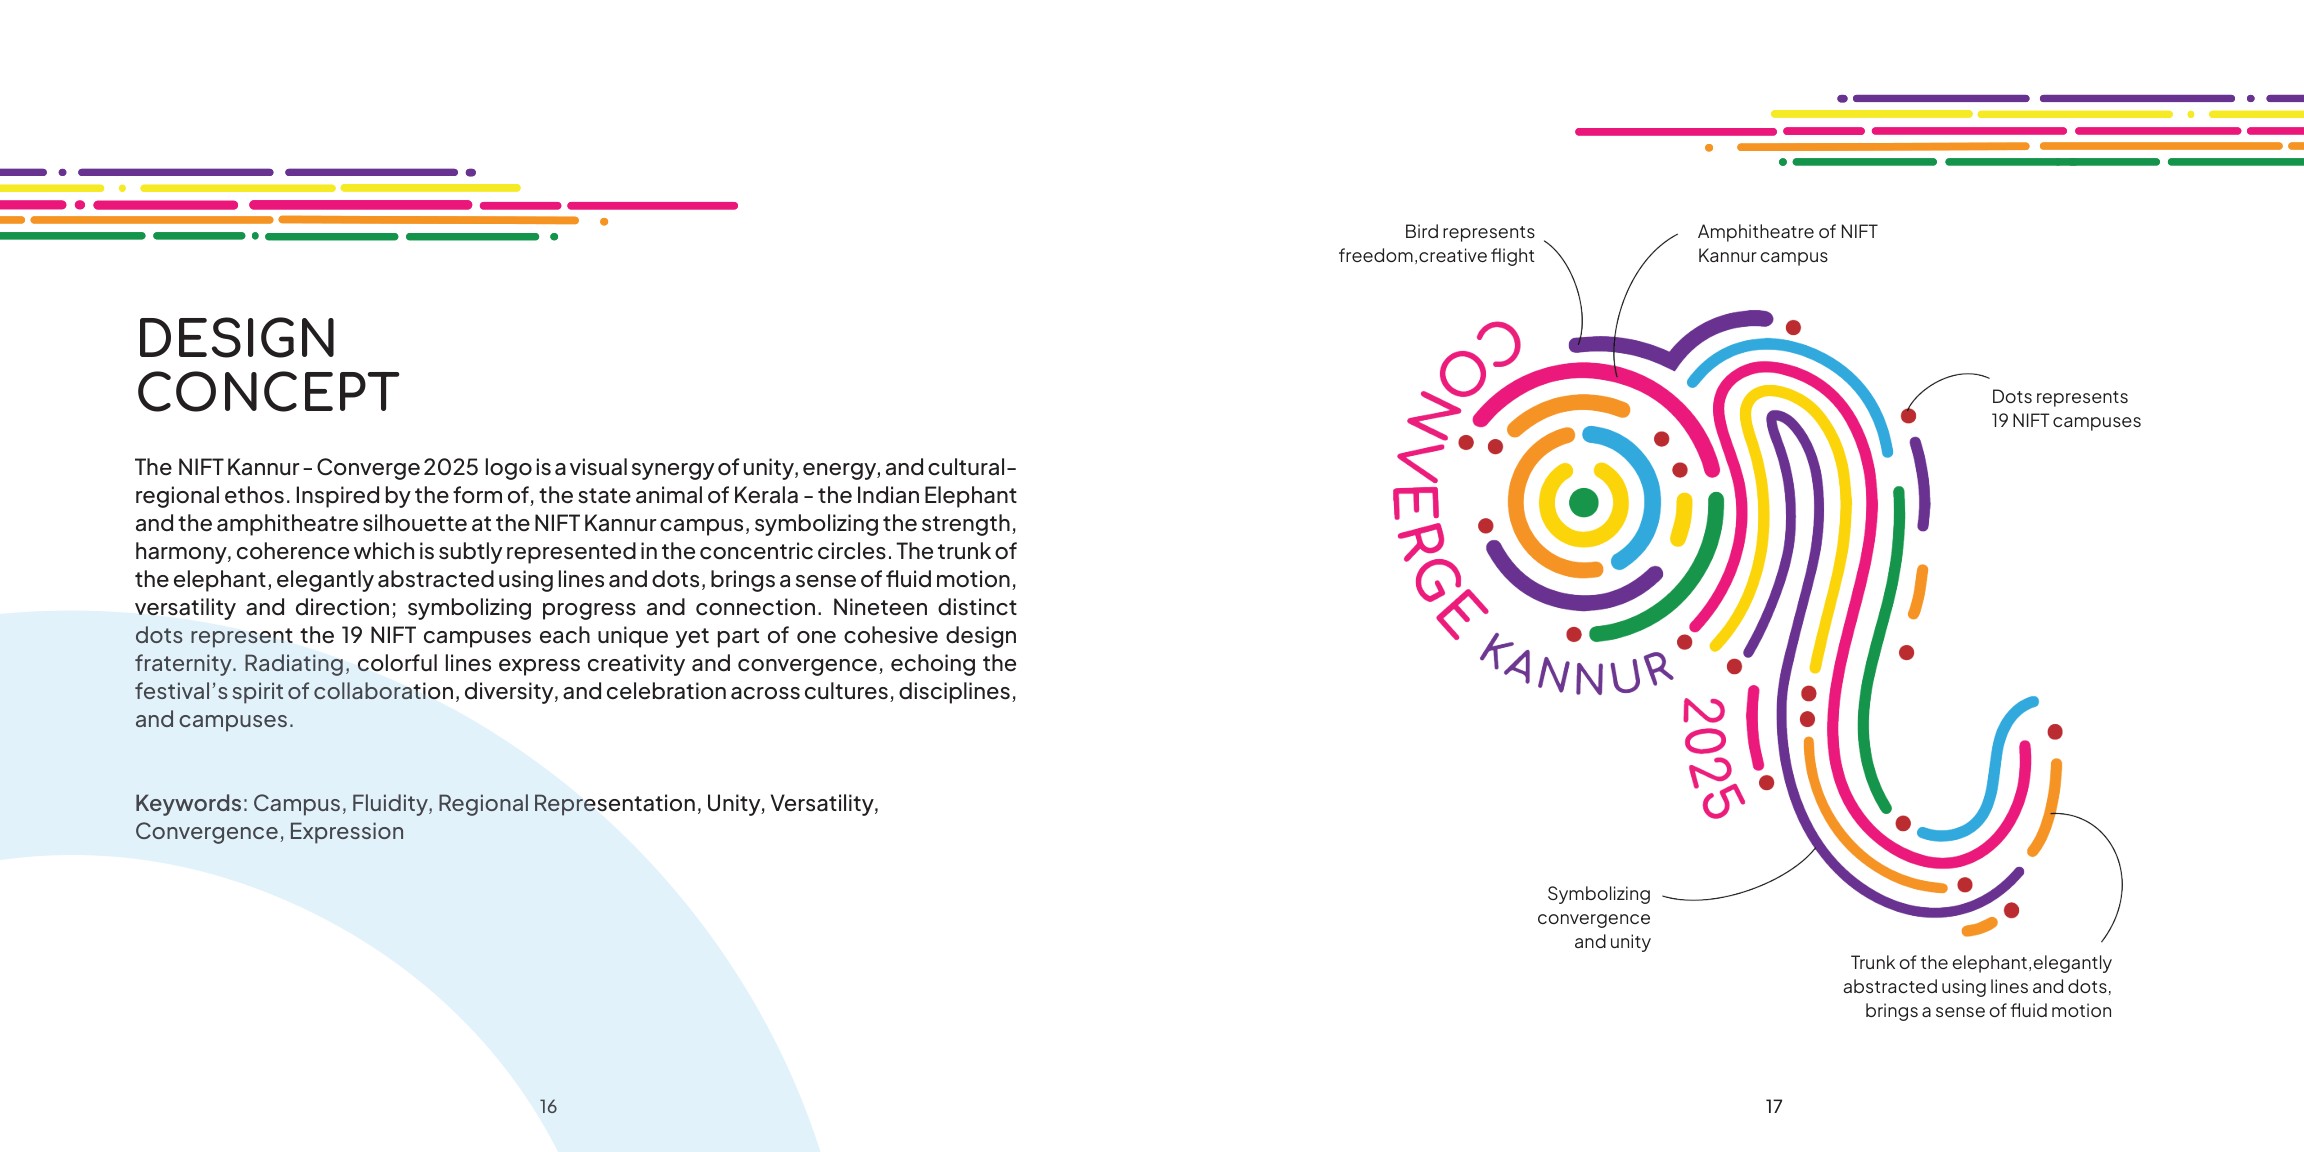 DESIGN
CONCEPT
The NIFT Kannur - Converge 2025 logo is a visual synergy of unity, energy, and cultural-
regional ethos. Inspired by the form of, the state animal of Kerala - the Indian Elephant
and the amphitheatre silhouette at the NIFT Kannur campus, symbolizing the strength,
harmony, coherence which is subtly represented in the concentric circles. The trunk of
the elephant, elegantly abstracted using lines and dots, brings a sense of fluid motion,
versatility and direction; symbolizing progress and connection. Nineteen distinct
dots represent the 19 NIFT campuses each unique yet part of one cohesive design
fraternity. Radiating, colorful lines express creativity and convergence, echoing the
festival's spirit of collaboration, diversity, and celebration across cultures, disciplines,
and campuses.
Keywords: Campus, Fluidity, Regional Representation, Unity, Versatility,
Convergence, Expression
16
Bird represents
freedom,creative flight
Amphitheatre of NIFT
Kannur campus
Dots represents
19 NIFT campuses
CONVERGE
KANNUR
2025
Symbolizing
convergence
and unity
Trunk of the elephant,elegantly
abstracted using lines and dots,
brings a sense of fluid motion
17